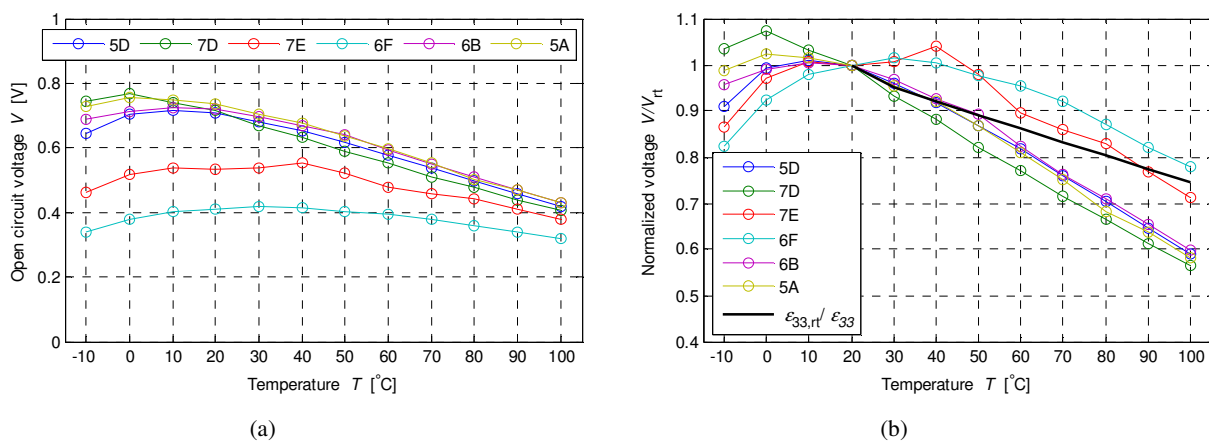 5D 7D 7E 6F 6B 5A
Open circuit voltage V [V]
1
0.8
0.6
0.4
0.2
0
-10 0 10 20 30 40 50 60 70 80 90 100
Temperature T [°C]
(a)
Normalized voltage V/Vrt
1.1
1
0.9
0.8
0.7
0.6
0.5
0.4
5D
7D
7E
6F
6B
5A
ε33,rt/ ε33
-10 0 10 20 30 40 50 60 70 80 90 100
Temperature T [°C]
(b)